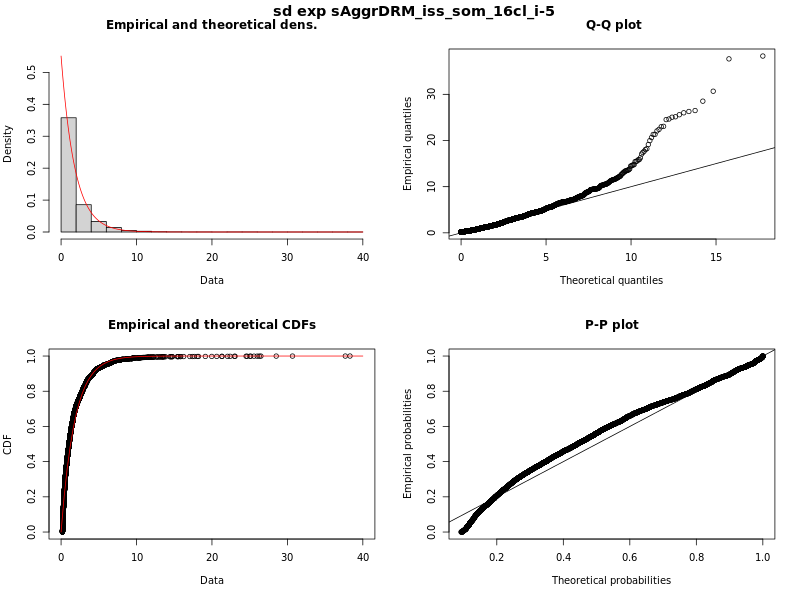 sd exp sAggrDRM_iss_som_16cl_i-5
Empirical and theoretical dens.
Density
0.0 0.1 0.2 0.3 0.4 0.5
0 10 20 30 40
Data
Q-Q plot
Empirical quantiles
0 10 20 30
0 5 10 15
Theoretical quantiles
Empirical and theoretical CDFs
CDF
0.0 0.2 0.4 0.6 0.8 1.0
0 10 20 30 40
Data
P-P plot
Empirical probabilities
0.0 0.2 0.4 0.6 0.8 1.0
0.2 0.4 0.6 0.8 1.0
Theoretical probabilities